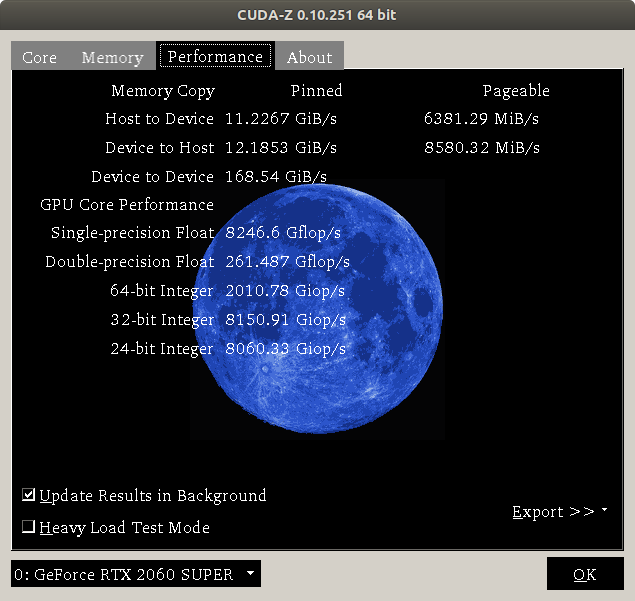 CUDA-Z 0.10.251 64 bit
Core Memory Performance About
Memory Copy Pinned Pageable
Host to Device 11.2267 GiB/s 6381.29 MiB/s
Device to Host 12.1853 GiB/s 8580.32 MiB/s
Device to Device 168.54 GiB/s
GPU Core Performance
Single-precision Float 8246.6 Gflop/s
Double-precision Float 261.487 Gflop/s
64-bit Integer 2010.78 Giop/s
32-bit Integer 8150.91 Giop/s
24-bit Integer 8060.33 Giop/s
Update Results in Background
Export >>
Heavy Load Test Mode
0: GeForce RTX 2060 SUPER OK